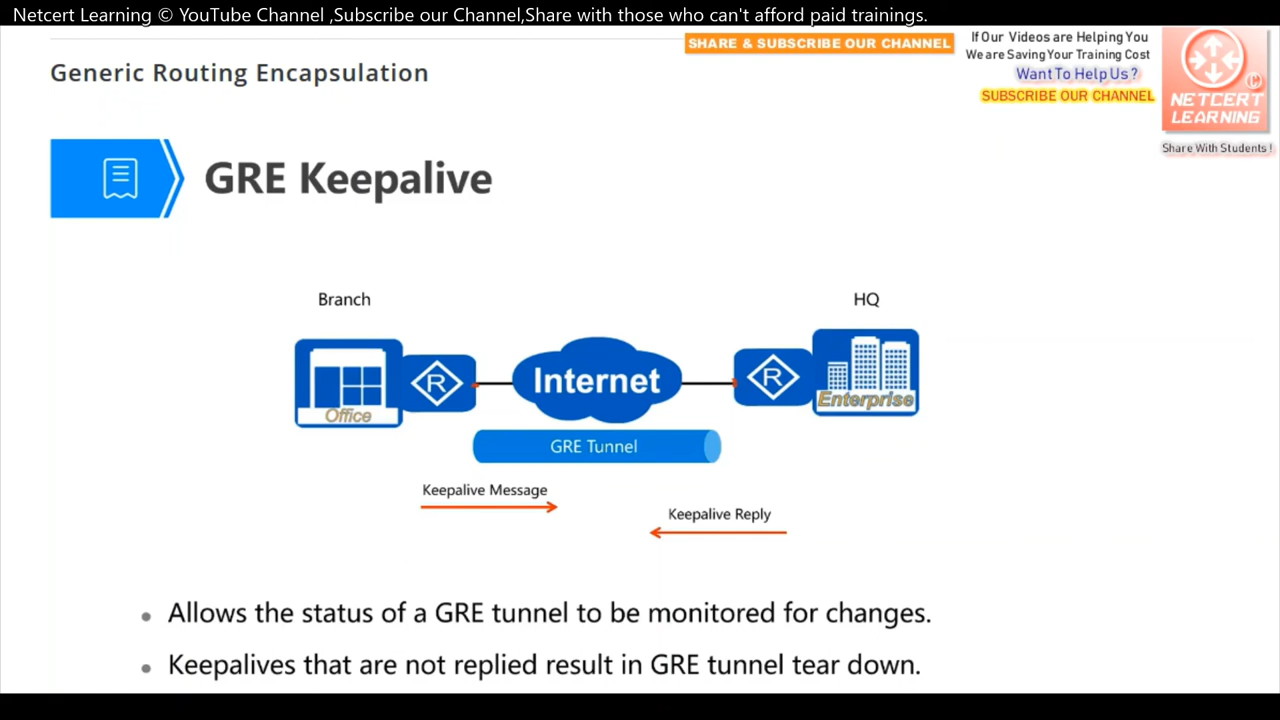 Netcert Learning © YouTube Channel ,Subscribe our Channel,Share with those who can't afford paid trainings.
SHARE & SUBSCRIBE OUR CHANNEL
If Our Videos are Helping You
We are Saving Your Training Cost
Want To Help Us?
SUBSCRIBE OUR CHANNEL
©
NETCERT
LEARNING
Share With Students !
Generic Routing Encapsulation
GRE Keepalive
Branch
HQ
Office
R
Internet
R
Enterprise
GRE Tunnel
Keepalive Message
Keepalive Reply
• Allows the status of a GRE tunnel to be monitored for changes.
• Keepalives that are not replied result in GRE tunnel tear down.